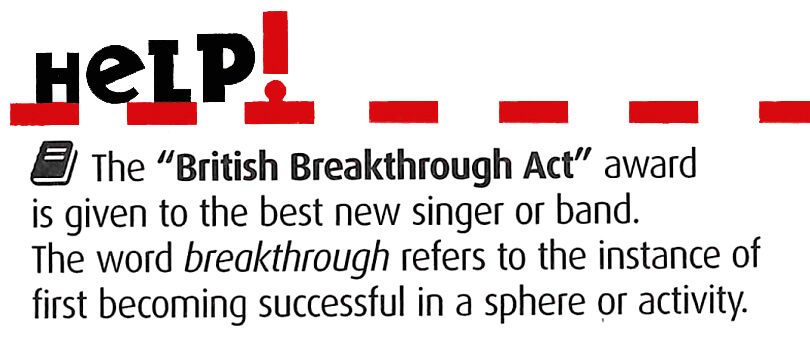 HeLP!
The “British Breakthrough Act” award
is given to the best new singer or band.
The word breakthrough refers to the instance of
first becoming successful in a sphere or activity.